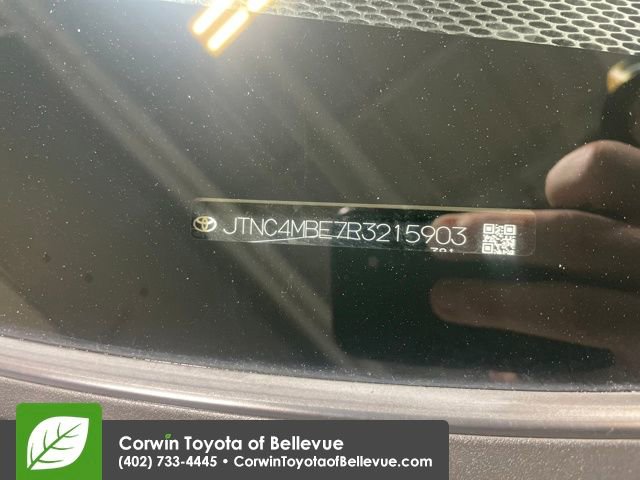 JTNC4MBE7R3215903
Corwin Toyota of Bellevue
(402) 733-4445 • CorwinToyotaofBellevue.com